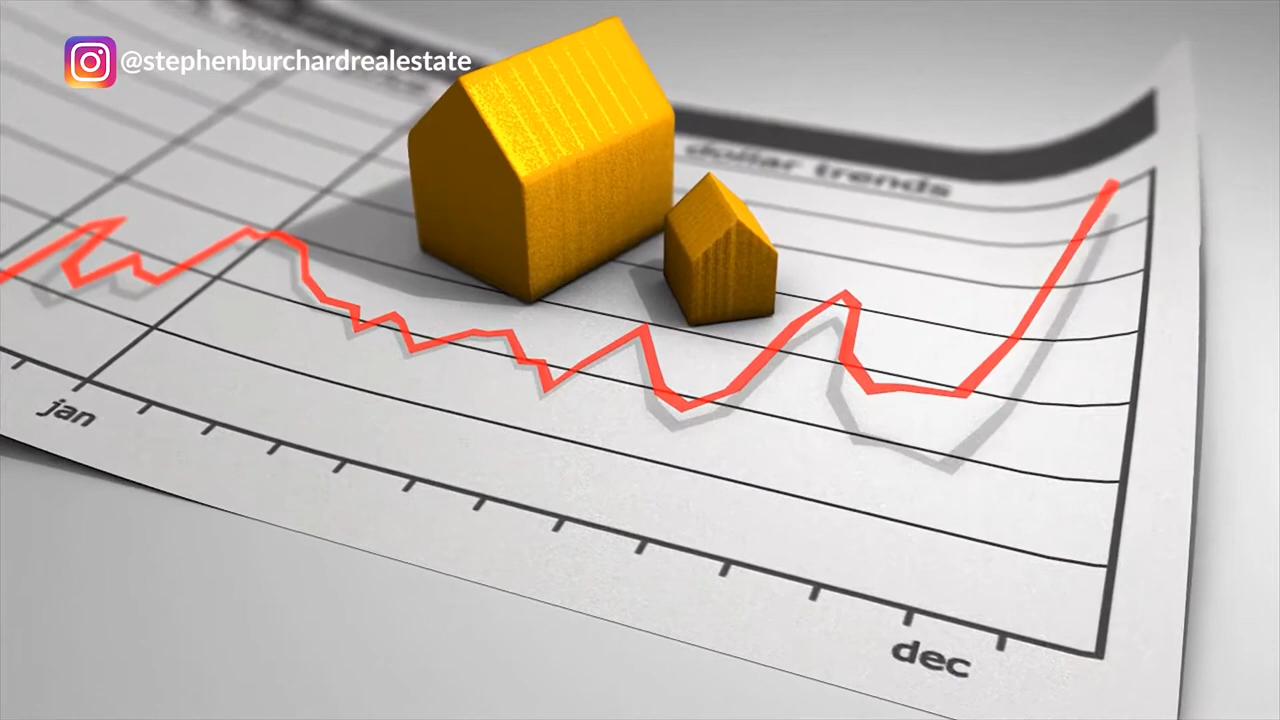 @stephenburchardrealestate
dollar trends
jan
dec